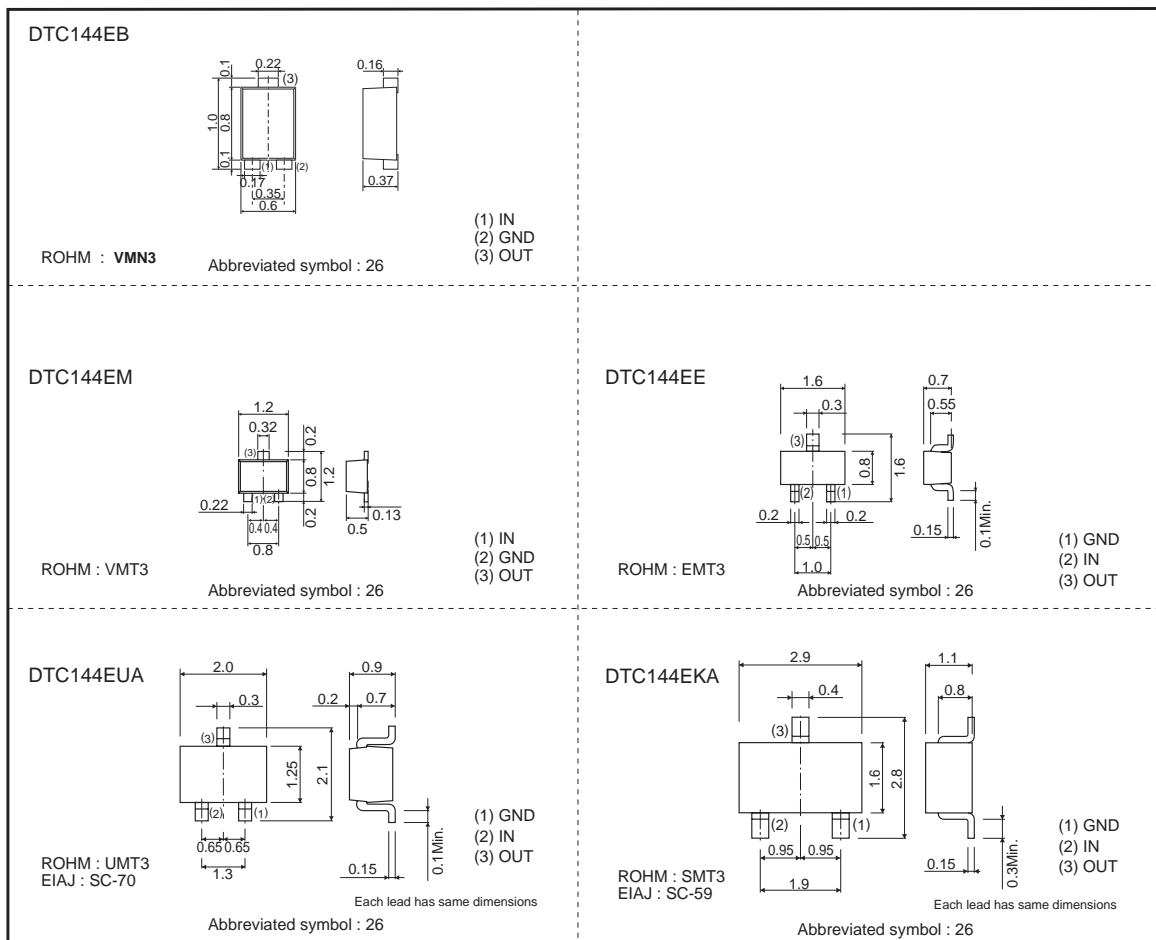 DTC144EB
0.22
0.16
0.1
(3)
1.0
0.8
0.1
(1)
(2)
0.17
0.35
0.6
0.37
(1) IN
(2) GND
(3) OUT
ROHM : VMN3
Abbreviated symbol : 26
DTC144EM
1.2
0.32
0.2
(3)
0.8
1.2
(1)
(2)
0.22
0.2
0.4
0.4
0.8
0.5
0.13
(1) IN
(2) GND
(3) OUT
ROHM : VMT3
Abbreviated symbol : 26
DTC144EE
1.6
0.7
0.3
0.55
(3)
0.8
1.6
(2)
(1)
0.2
0.2
0.5
0.5
1.0
0.15
0.1Min.
(1) GND
(2) IN
(3) OUT
ROHM : EMT3
Abbreviated symbol : 26
DTC144EUA
2.0
0.9
0.3
0.2
0.7
(3)
1.25
2.1
(2)
(1)
0.65
0.65
1.3
0.15
0.1Min.
(1) GND
(2) IN
(3) OUT
ROHM : UMT3
EIAJ : SC-70
Each lead has same dimensions
Abbreviated symbol : 26
DTC144EKA
2.9
1.1
0.4
0.8
(3)
1.6
2.8
(2)
(1)
0.95
0.95
1.9
0.15
0.3Min.
(1) GND
(2) IN
(3) OUT
ROHM : SMT3
EIAJ : SC-59
Each lead has same dimensions
Abbreviated symbol : 26